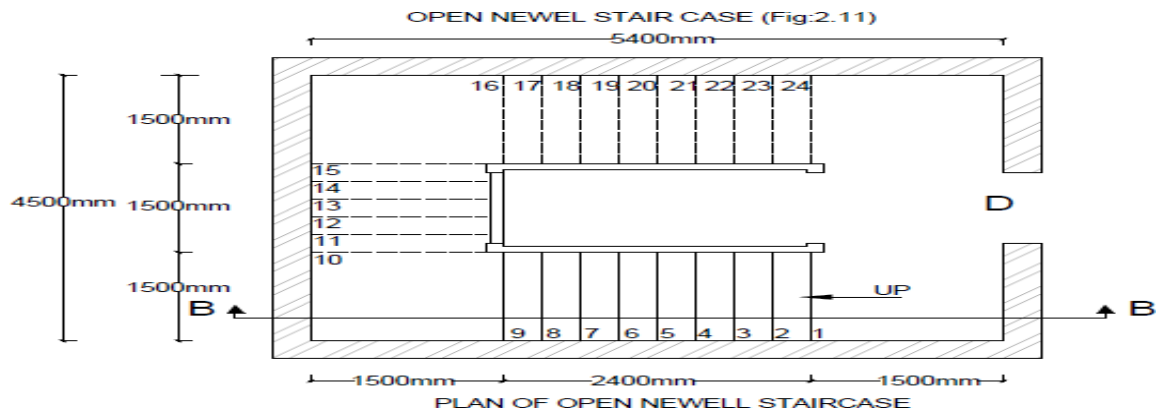 OPEN NEWEL STAIR CASE (Fig:2.11)
5400mm
16 17 18 19 20 21 22 23 24
1500mm
15
14
4500mm
1500mm
13
D
12
11
10
1500mm
UP
B
B
9 8 7 6 5 4 3 2 1
1500mm
2400mm
1500mm
PLAN OF OPEN NEWELL STAIRCASE